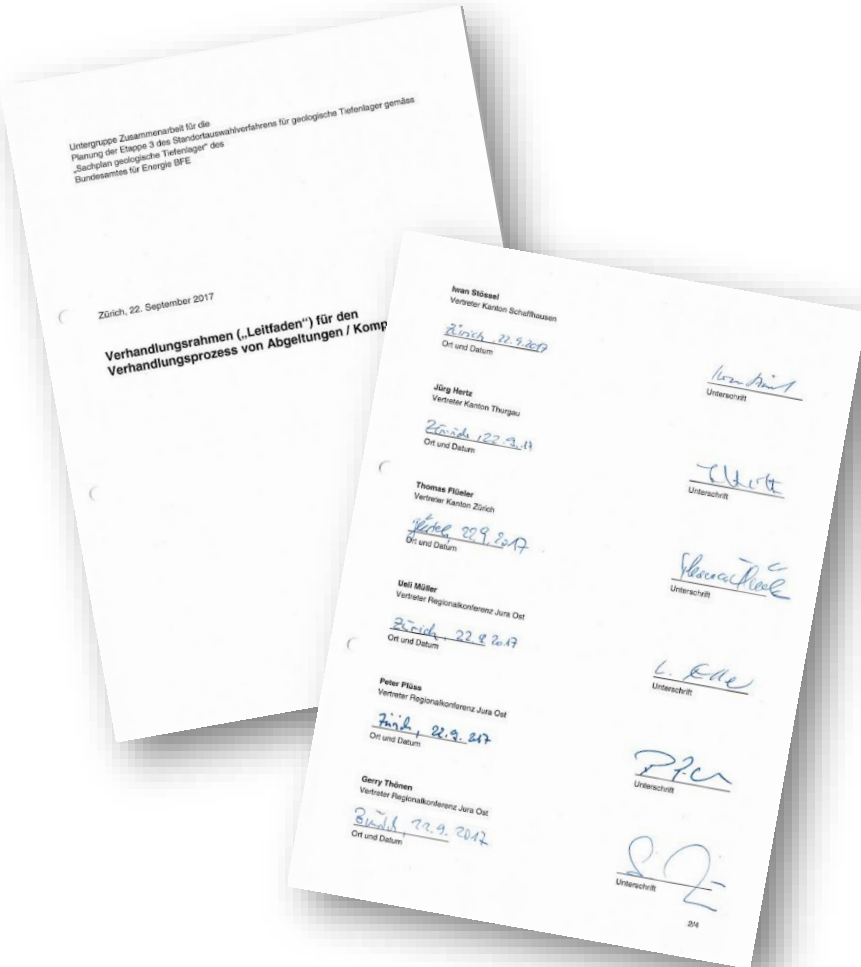 Untergruppe Zusammenarbeit für die
Planung der Etappe 3 des Standortauswahlverfahrens für geologische Tiefenlager gemäss
„Sachplan geologische Tiefenlager" des
Bundesamtes für Energie BFE
Zürich, 22. September 2017
Verhandlungsrahmen („Leitfaden") für den
Verhandlungsprozess von Abgeltungen / Komp
Iwan Stössel
Vertreter Kanton Schaffhausen
Zürich, 22.9.2017
Ort und Datum
Unterschrift
Jürg Hertz
Vertreter Kanton Thurgau
Zürich, 22.9.17
Ort und Datum
Unterschrift
Thomas Flüeler
Vertreter Kanton Zürich
22.9.2017
Ort und Datum
Unterschrift
Ueli Müller
Vertreter Regionalkonferenz Jura Ost
Zürich, 22.9.2017
Ort und Datum
Unterschrift
Peter Plüss
Vertreter Regionalkonferenz Jura Ost
Zürich, 22.9.217
Ort und Datum
Unterschrift
Gerry Thönen
Vertreter Regionalkonferenz Jura Ost
Zürich, 22.9.2017
Ort und Datum
Unterschrift
2/4